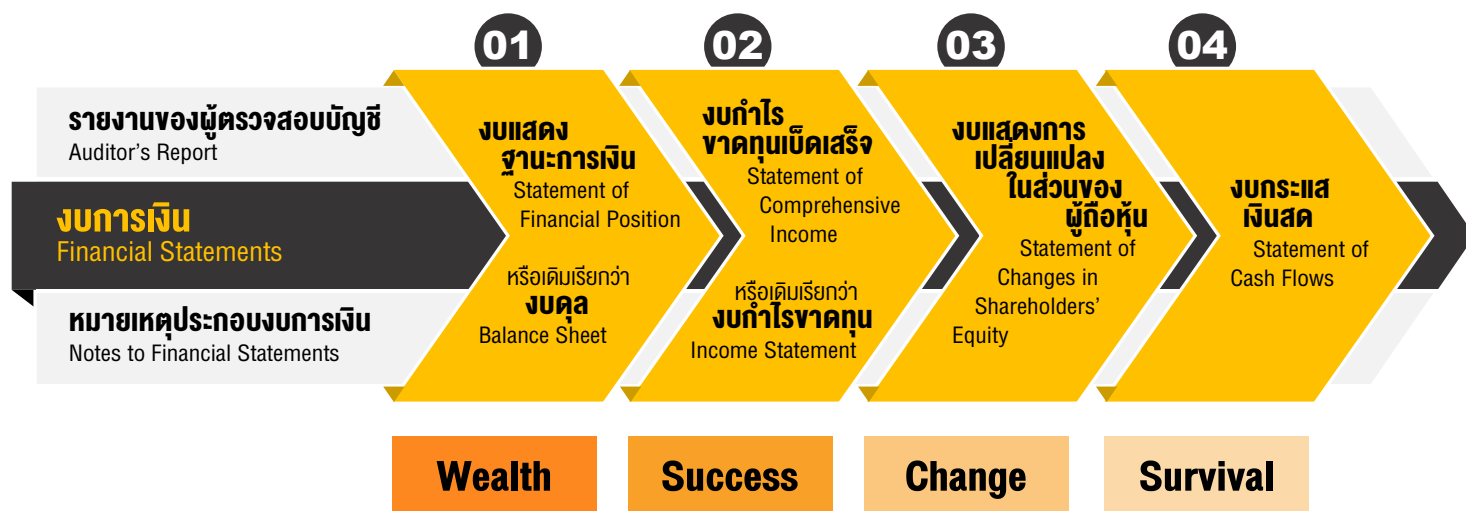 01
02
03
04
รายงานของผู้ตรวจสอบบัญชี
Auditor's Report
งบการเงิน
Financial Statements
หมายเหตุประกอบงบการเงิน
Notes to Financial Statements
งบแสดง
ฐานะการเงิน
Statement of
Financial Position
หรือเดิมเรียกว่า
งบดุล
Balance Sheet
งบกำไร
ขาดทุนเบ็ดเสร็จ
Statement of
Comprehensive
Income
หรือเดิมเรียกว่า
งบกำไรขาดทุน
Income Statement
งบแสดงการ
เปลี่ยนแปลง
ในส่วนของ
ผู้ถือหุ้น
Statement of
Changes in
Shareholders'
Equity
งบกระแส
เงินสด
Statement of
Cash Flows
Wealth
Success
Change
Survival